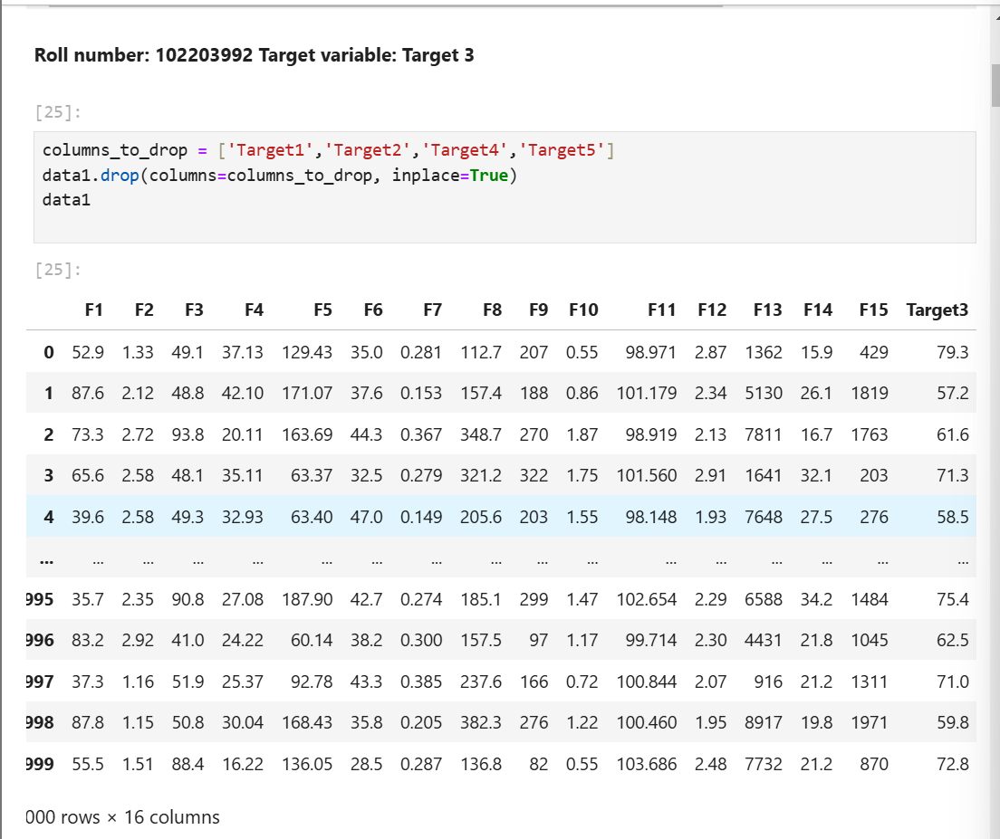 Roll number: 102203992 Target variable: Target 3
[25]:
columns_to_drop = ['Target1','Target2','Target4','Target5']
data1.drop(columns=columns_to_drop, inplace=True)
data1
[25]:
F1 F2 F3 F4 F5 F6 F7 F8 F9 F10 F11 F12 F13 F14 F15 Target3
0 52.9 1.33 49.1 37.13 129.43 35.0 0.281 112.7 207 0.55 98.971 2.87 1362 15.9 429 79.3
1 87.6 2.12 48.8 42.10 171.07 37.6 0.153 157.4 188 0.86 101.179 2.34 5130 26.1 1819 57.2
2 73.3 2.72 93.8 20.11 163.69 44.3 0.367 348.7 270 1.87 98.919 2.13 7811 16.7 1763 61.6
3 65.6 2.58 48.1 35.11 63.37 32.5 0.279 321.2 322 1.75 101.560 2.91 1641 32.1 203 71.3
4 39.6 2.58 49.3 32.93 63.40 47.0 0.149 205.6 203 1.55 98.148 1.93 7648 27.5 276 58.5
... ... ... ... ... ... ... ... ... ... ... ... ... ... ... ... ...
995 35.7 2.35 90.8 27.08 187.90 42.7 0.274 185.1 299 1.47 102.654 2.29 6588 34.2 1484 75.4
996 83.2 2.92 41.0 24.22 60.14 38.2 0.300 157.5 97 1.17 99.714 2.30 4431 21.8 1045 62.5
997 37.3 1.16 51.9 25.37 92.78 43.3 0.385 237.6 166 0.72 100.844 2.07 916 21.2 1311 71.0
998 87.8 1.15 50.8 30.04 168.43 35.8 0.205 382.3 276 1.22 100.460 1.95 8917 19.8 1971 59.8
999 55.5 1.51 88.4 16.22 136.05 28.5 0.287 136.8 82 0.55 103.686 2.48 7732 21.2 870 72.8
000 rows × 16 columns